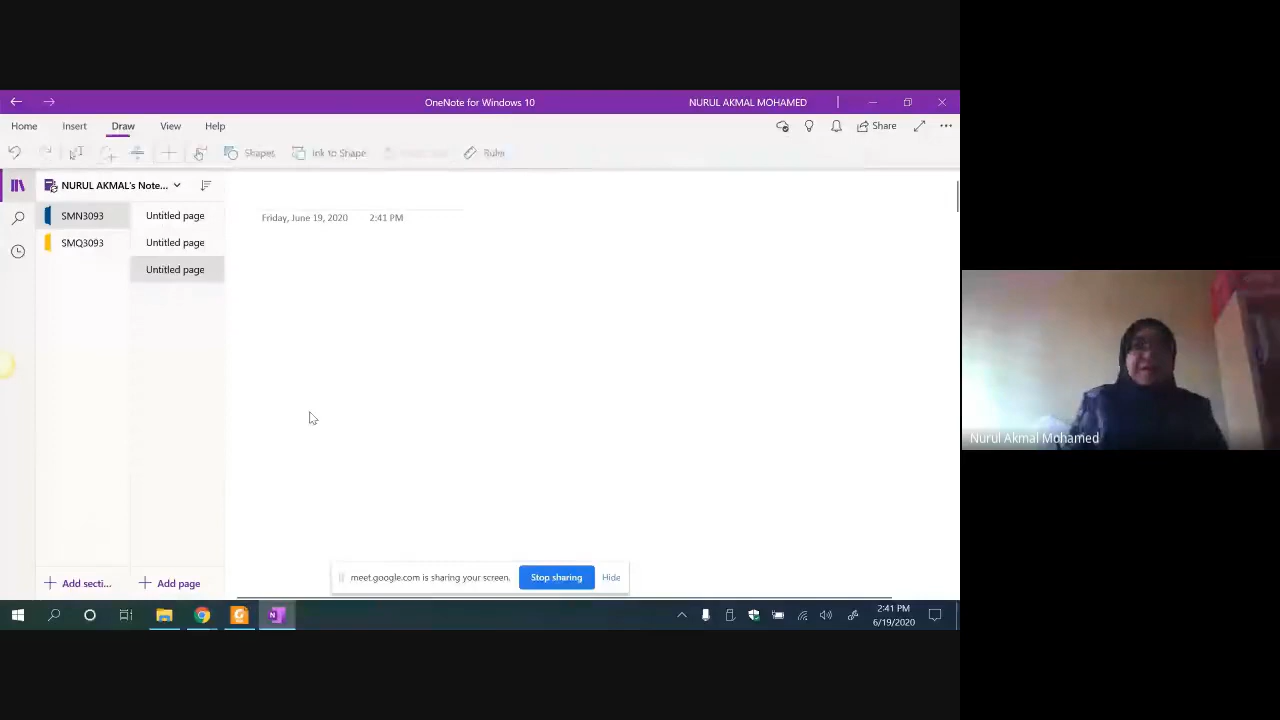 OneNote for Windows 10
NURUL AKMAL MOHAMED
Home Insert Draw View Help
Share
Shapes Ink to Shape Ruler
NURUL AKMAL's Note...
SMN3093
SMQ3093
Untitled page
Untitled page
Untitled page
Friday, June 19, 2020 2:41 PM
Nurul Akmal Mohamed
meet.google.com is sharing your screen. Stop sharing Hide
Add secti... Add page
2:41 PM
6/19/2020